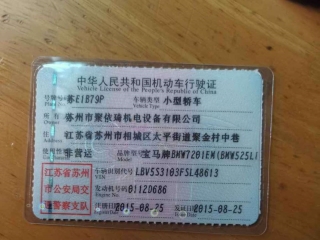 中华人民共和国机动车行驶证
Vehicle License of the People's Republic of China
号牌号码 苏E1B79P 车辆类型 小型轿车
所有人 苏州市聚依瑞机电设备有限公司
住址 江苏省苏州市相城区太平街道聚金村中巷
使用性质 非营运 品牌型号 宝马牌BMW7201EM(BMW525LI
江苏省苏州 车辆识别代号 LBV5S3103FSL48613
市公安局交 发动机号码 0112D686
通警察支队 注册日期 2015-08-25 发证日期 2015-08-25